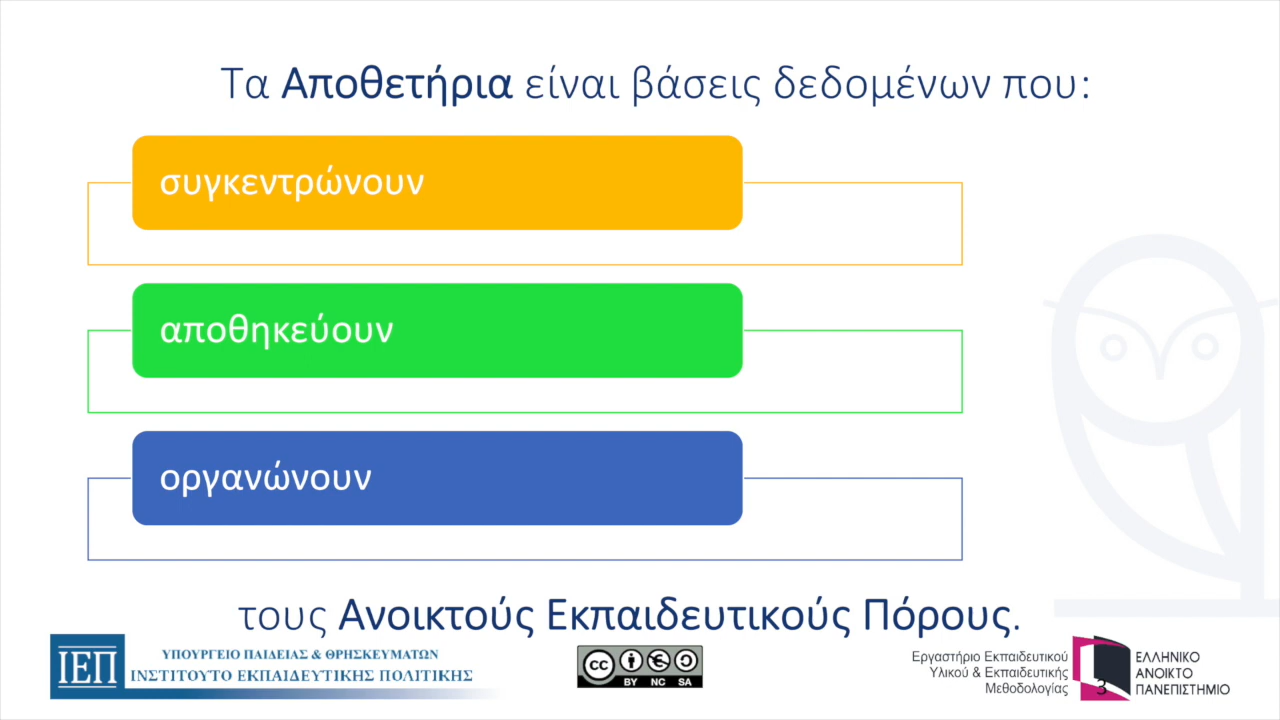 Τα Αποθετήρια είναι βάσεις δεδομένων που:
συγκεντρώνουν
αποθηκεύουν
οργανώνουν
τους Ανοικτούς Εκπαιδευτικούς Πόρους.
ΙΕΠ
ΥΠΟΥΡΓΕΙΟ ΠΑΙΔΕΙΑΣ & ΘΡΗΣΚΕΥΜΑΤΩΝ
ΙΝΣΤΙΤΟΥΤΟ ΕΚΠΑΙΔΕΥΤΙΚΗΣ ΠΟΛΙΤΙΚΗΣ
cc
BY NC SA
Εργαστήριο Εκπαιδευτικού
Υλικού & Εκπαιδευτικής
Μεθοδολογίας
3
ΕΛΛΗΝΙΚΟ
ΑΝΟΙΚΤΟ
ΠΑΝΕΠΙΣΤΗΜΙΟ